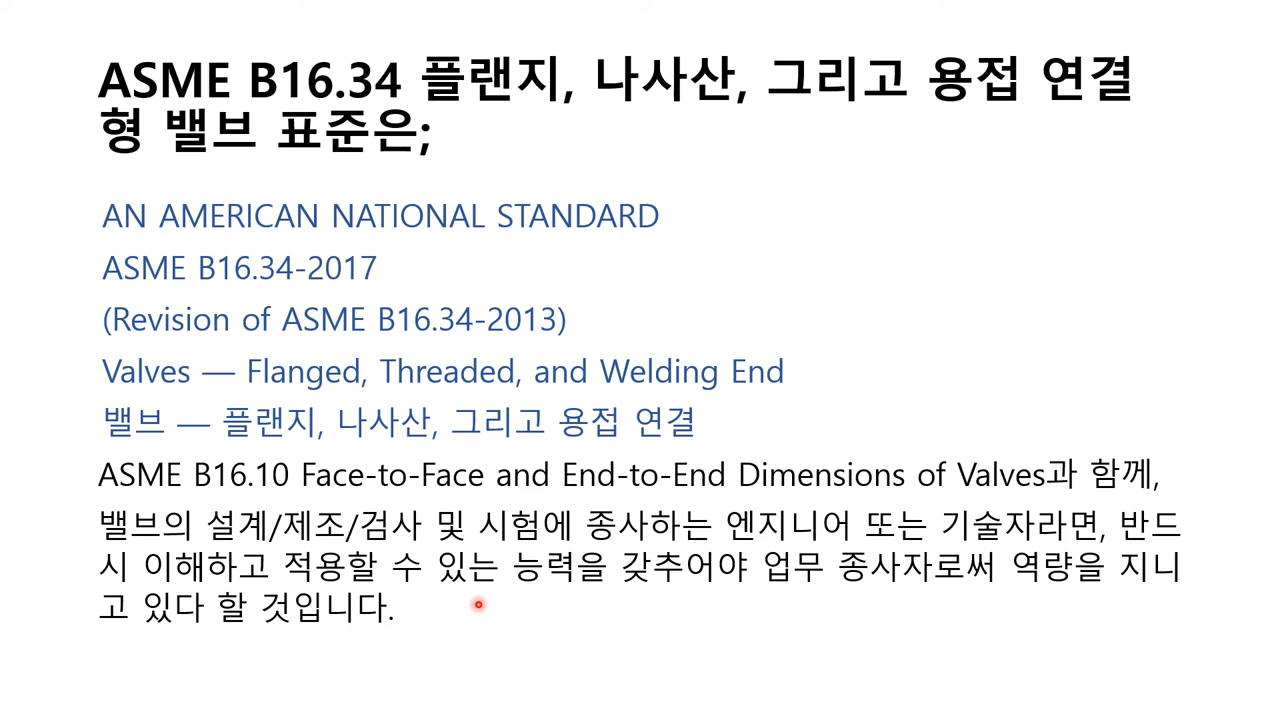 ASME B16.34 플랜지, 나사산, 그리고 용접 연결
형 밸브 표준은;
AN AMERICAN NATIONAL STANDARD
ASME B16.34-2017
(Revision of ASME B16.34-2013)
Valves — Flanged, Threaded, and Welding End
밸브 — 플랜지, 나사산, 그리고 용접 연결
ASME B16.10 Face-to-Face and End-to-End Dimensions of Valves과 함께,
밸브의 설계/제조/검사 및 시험에 종사하는 엔지니어 또는 기술자라면, 반드
시 이해하고 적용할 수 있는 능력을 갖추어야 업무 종사자로써 역량을 지니
고 있다 할 것입니다.